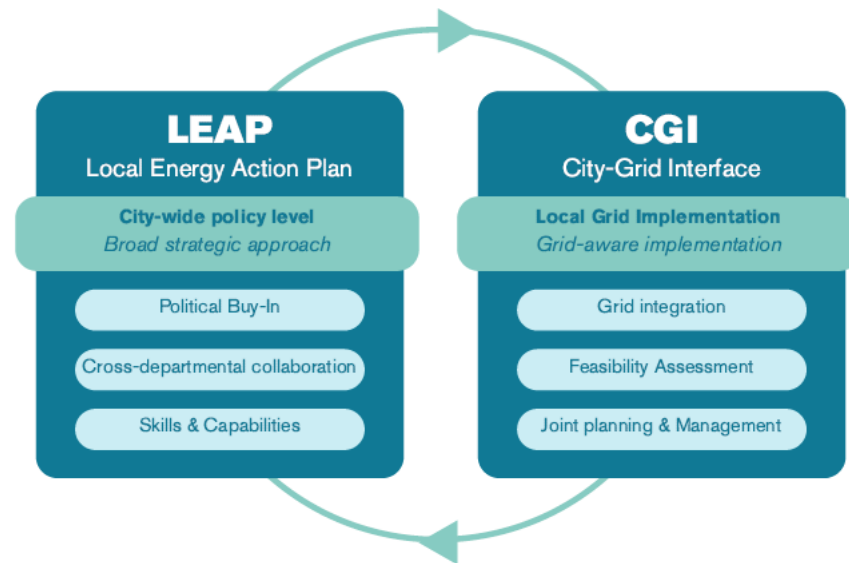 LEAP
Local Energy Action Plan
City-wide policy level
Broad strategic approach
Political Buy-In
Cross-departmental collaboration
Skills & Capabilities
CGI
City-Grid Interface
Local Grid Implementation
Grid-aware implementation
Grid integration
Feasibility Assessment
Joint planning & Management